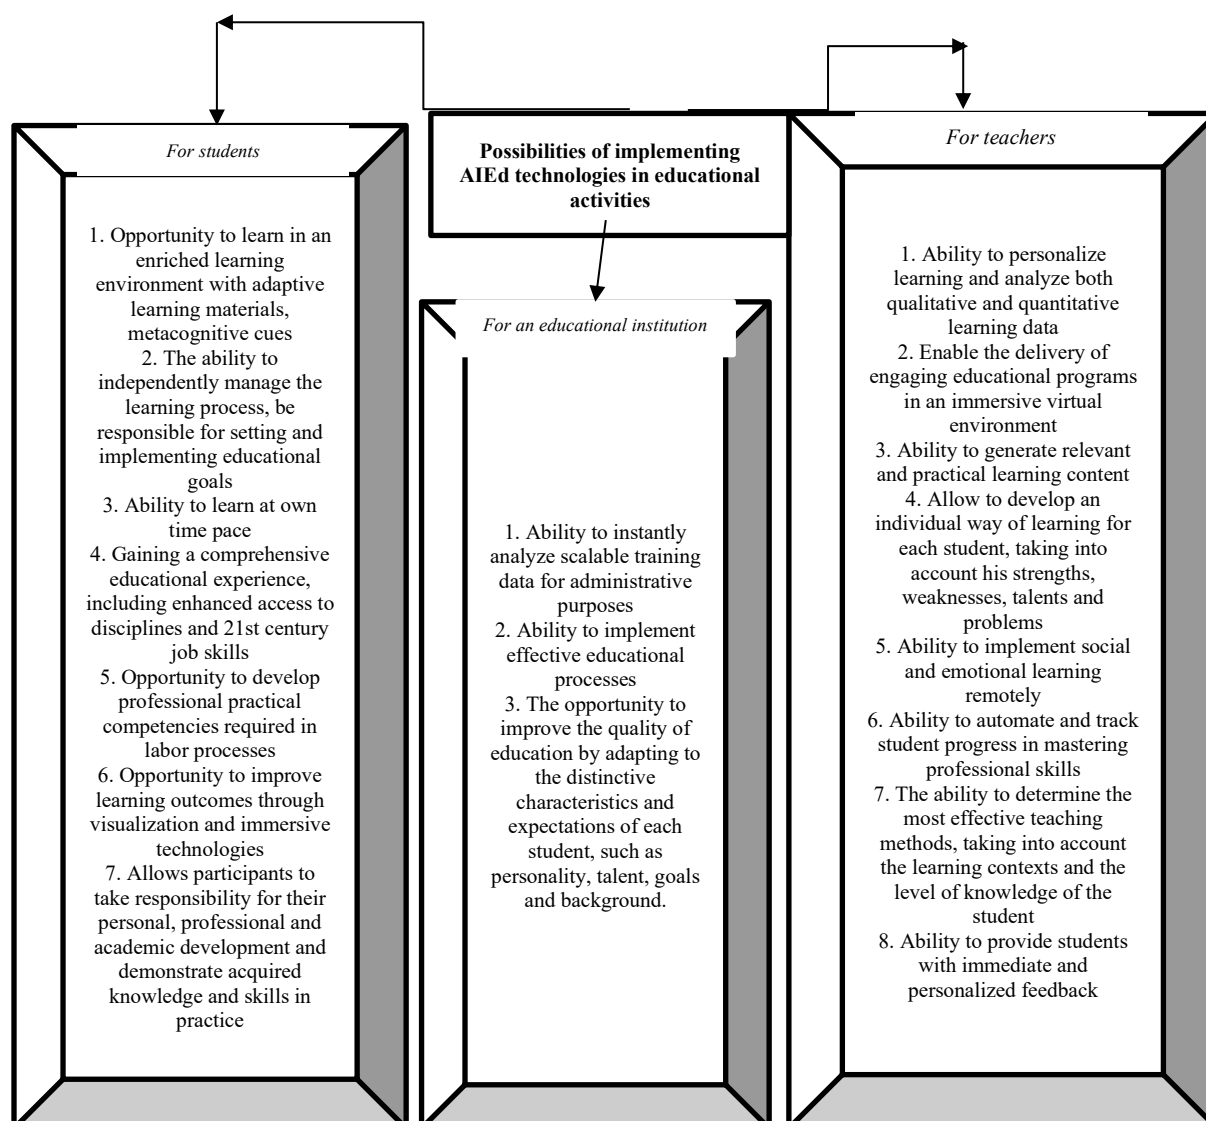 Possibilities of implementing
AIEd technologies in educational
activities
For students
1. Opportunity to learn in an
enriched learning
environment with adaptive
learning materials,
metacognitive cues
2. The ability to
independently manage the
learning process, be
responsible for setting and
implementing educational
goals
3. Ability to learn at own
time pace
4. Gaining a comprehensive
educational experience,
including enhanced access to
disciplines and 21st century
job skills
5. Opportunity to develop
professional practical
competencies required in
labor processes
6. Opportunity to improve
learning outcomes through
visualization and immersive
technologies
7. Allows participants to
take responsibility for their
personal, professional and
academic development and
demonstrate acquired
knowledge and skills in
practice
For an educational institution
1. Ability to instantly
analyze scalable training
data for administrative
purposes
2. Ability to implement
effective educational
processes
3. The opportunity to
improve the quality of
education by adapting to
the distinctive
characteristics and
expectations of each
student, such as
personality, talent, goals
and background.
For teachers
1. Ability to personalize
learning and analyze both
qualitative and quantitative
learning data
2. Enable the delivery of
engaging educational programs
in an immersive virtual
environment
3. Ability to generate relevant
and practical learning content
4. Allow to develop an
individual way of learning for
each student, taking into
account his strengths,
weaknesses, talents and
problems
5. Ability to implement social
and emotional learning
remotely
6. Ability to automate and track
student progress in mastering
professional skills
7. The ability to determine the
most effective teaching
methods, taking into account
the learning contexts and the
level of knowledge of the
student
8. Ability to provide students
with immediate and
personalized feedback